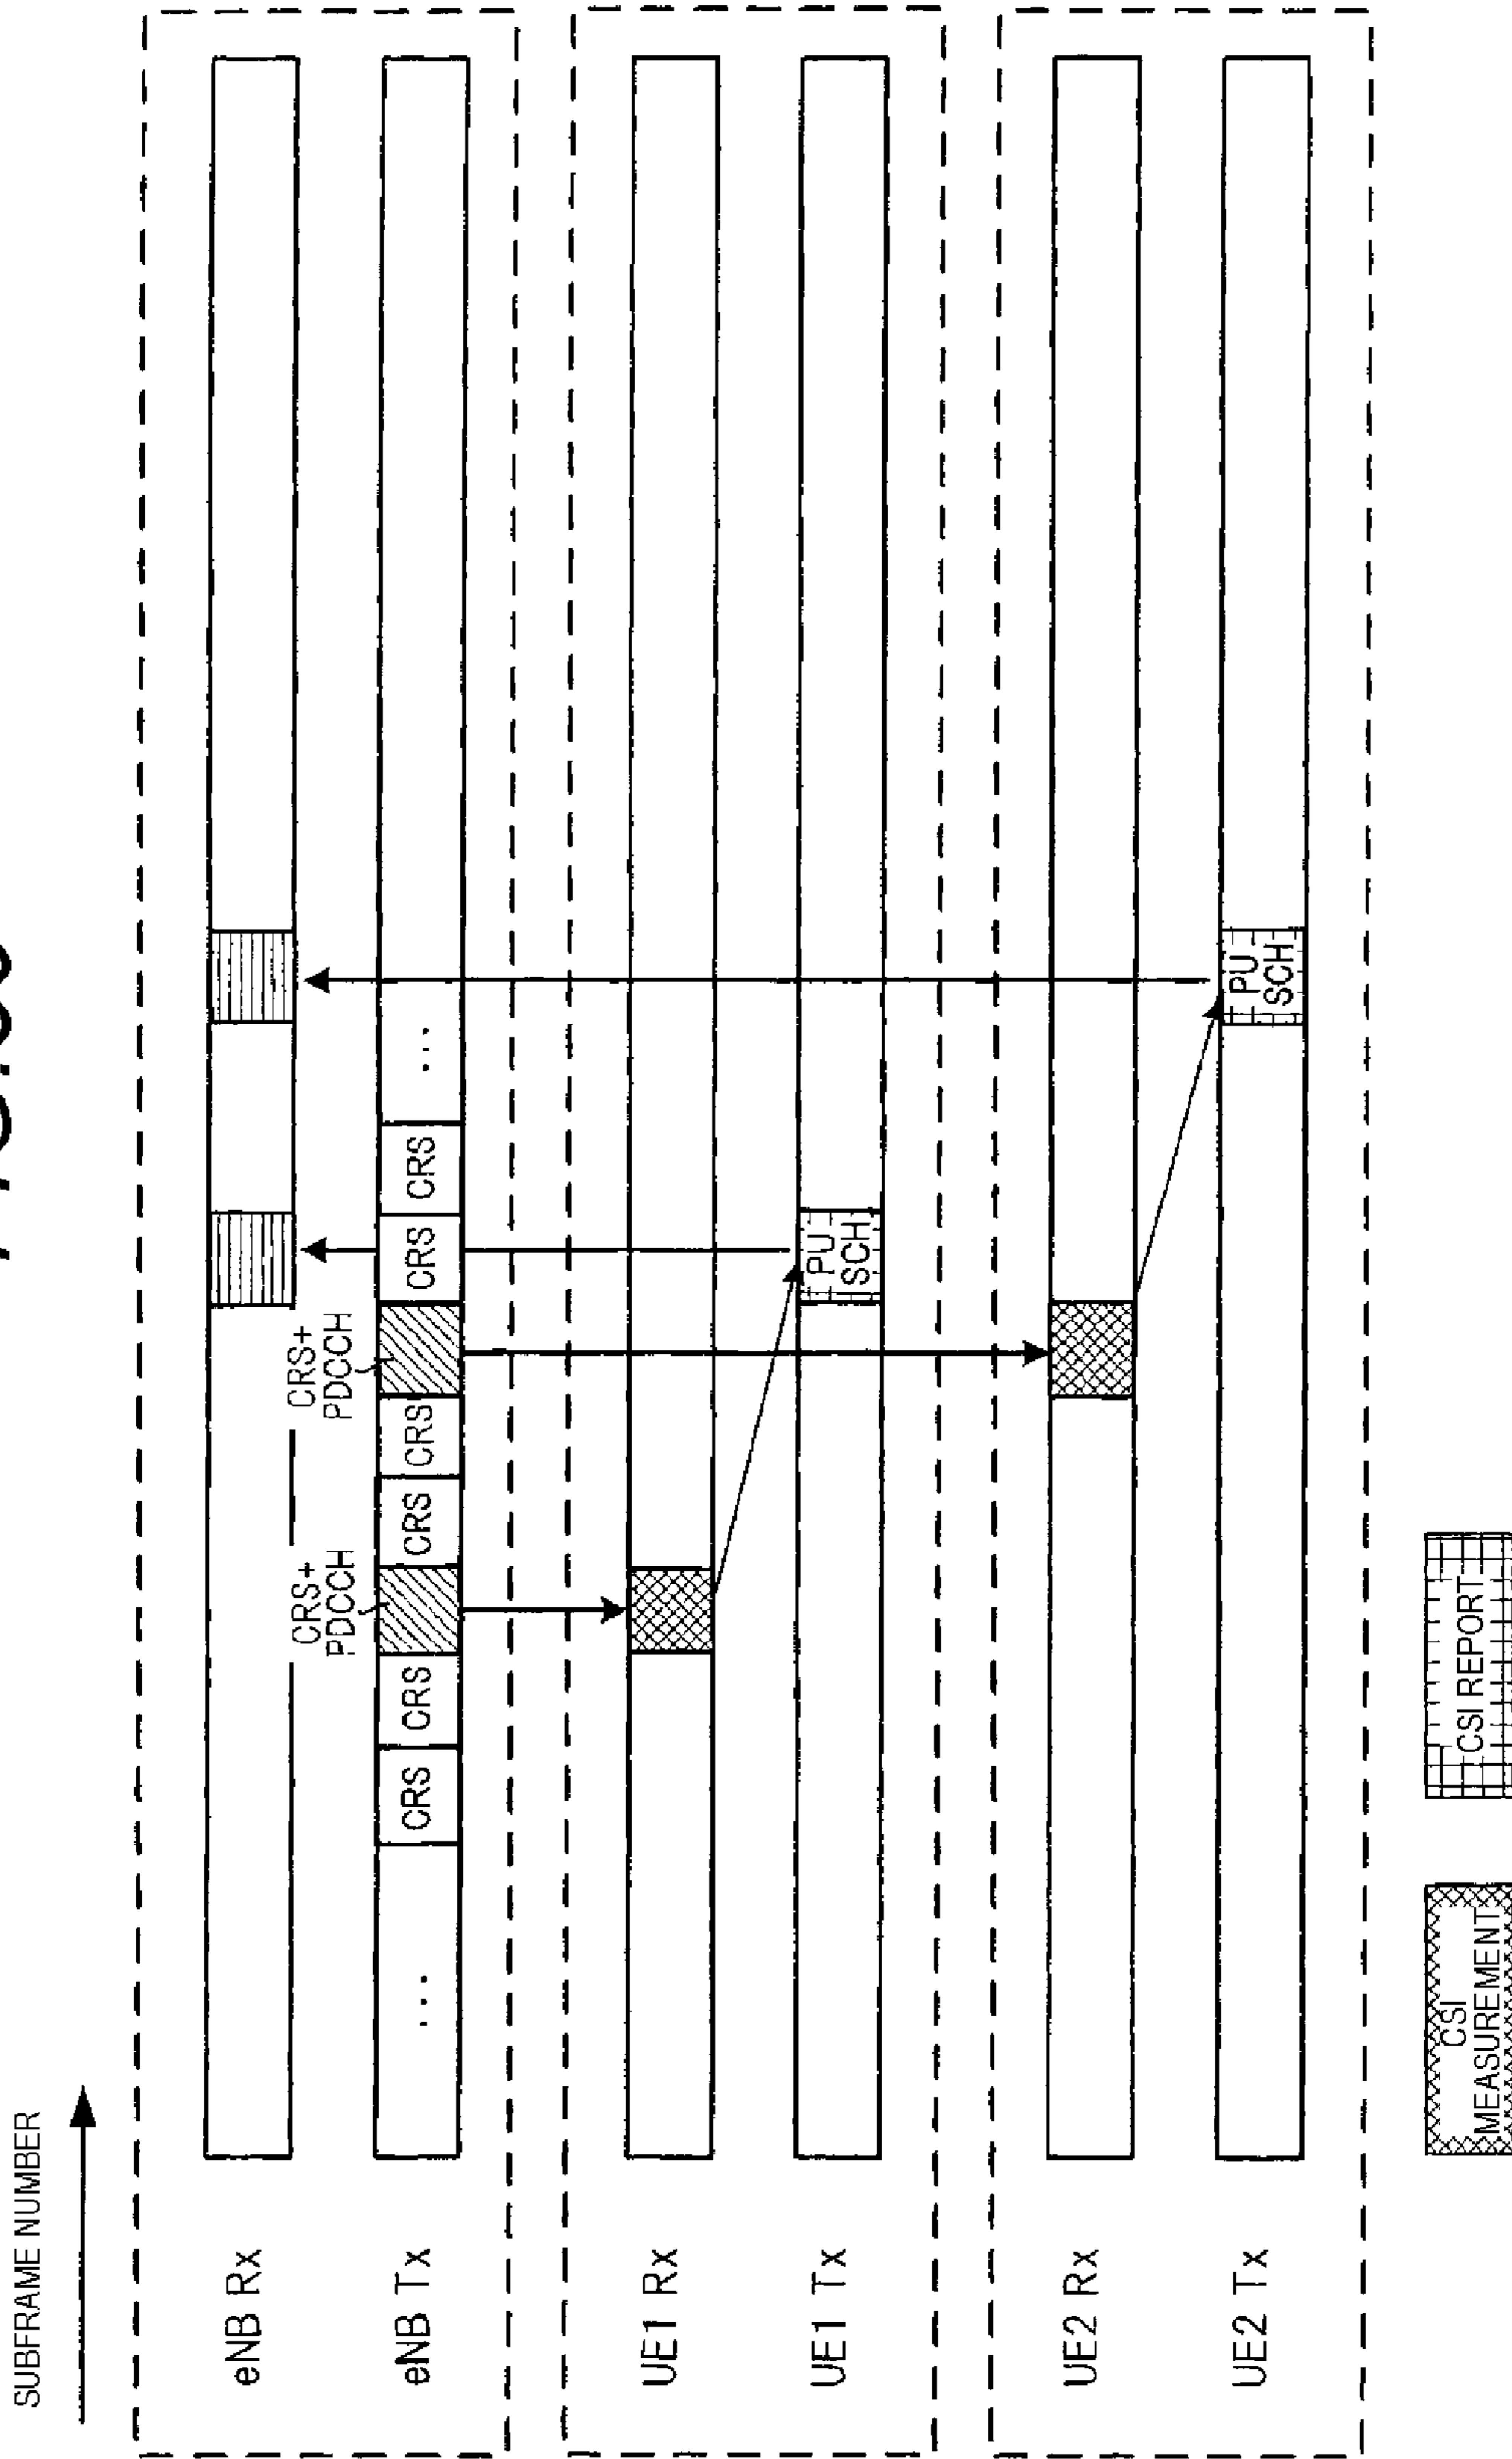 SUBFRAME NUMBER
eNB Rx
CRS+
PDCCH
CRS+
PDCCH
eNB Tx
...
CRS
CRS
CRS
CRS
CRS
CRS
...
UE1 Rx
UE1 Tx
PU
SCH
UE2 Rx
UE2 Tx
PU
SCH
CSI
MEASUREMENT
CSI REPORT